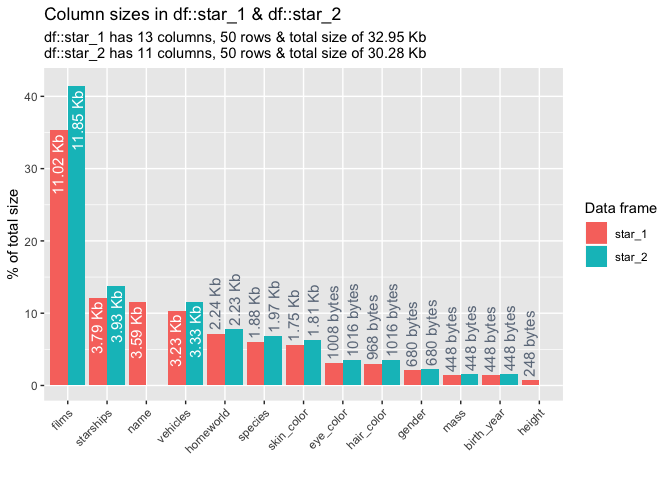 Column sizes in df::star_1 & df::star_2
df::star_1 has 13 columns, 50 rows & total size of 32.95 Kb
df::star_2 has 11 columns, 50 rows & total size of 30.28 Kb
% of total size
40
30
20
10
0
11.02 Kb
11.85 Kb
3.79 Kb
3.93 Kb
3.59 Kb
3.23 Kb
3.33 Kb
2.24 Kb
2.23 Kb
1.88 Kb
1.97 Kb
1.75 Kb
1.81 Kb
1008 bytes
1016 bytes
968 bytes
1016 bytes
680 bytes
680 bytes
448 bytes
448 bytes
448 bytes
448 bytes
248 bytes
films
starships
name
vehicles
homeworld
species
skin_color
eye_color
hair_color
gender
mass
birth_year
height
Data frame
star_1
star_2